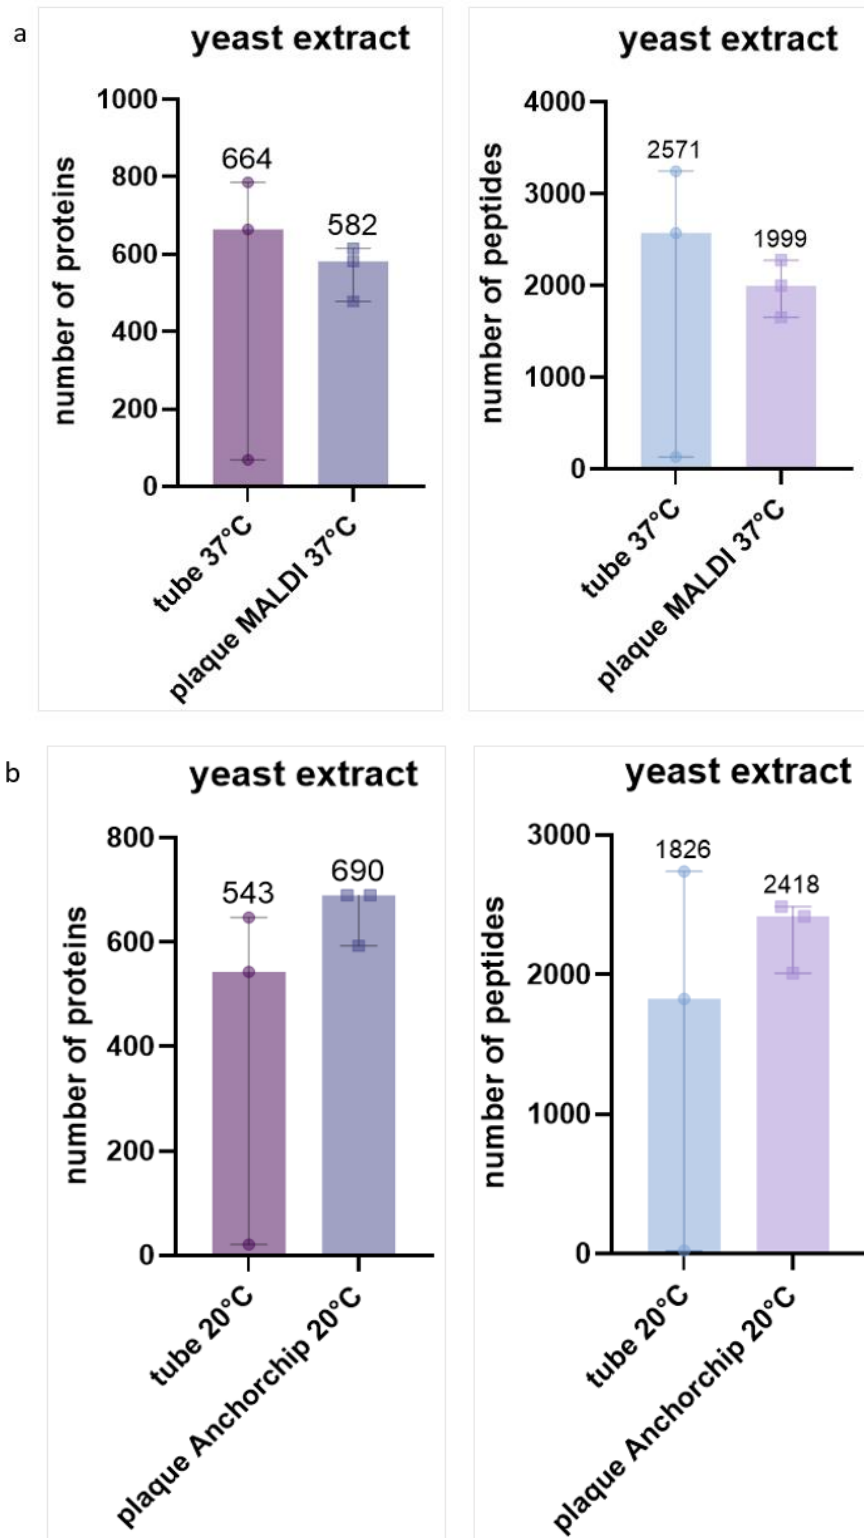 a
yeast extract
number of proteins
1000
800
600
400
200
0
664
582
tube 37°C
plaque MALDI 37°C
yeast extract
number of peptides
4000
3000
2000
1000
0
2571
1999
tube 37°C
plaque MALDI 37°C
b
yeast extract
number of proteins
800
600
400
200
0
543
690
tube 20°C
plaque Anchorchip 20°C
yeast extract
number of peptides
3000
2000
1000
0
1826
2418
tube 20°C
plaque Anchorchip 20°C